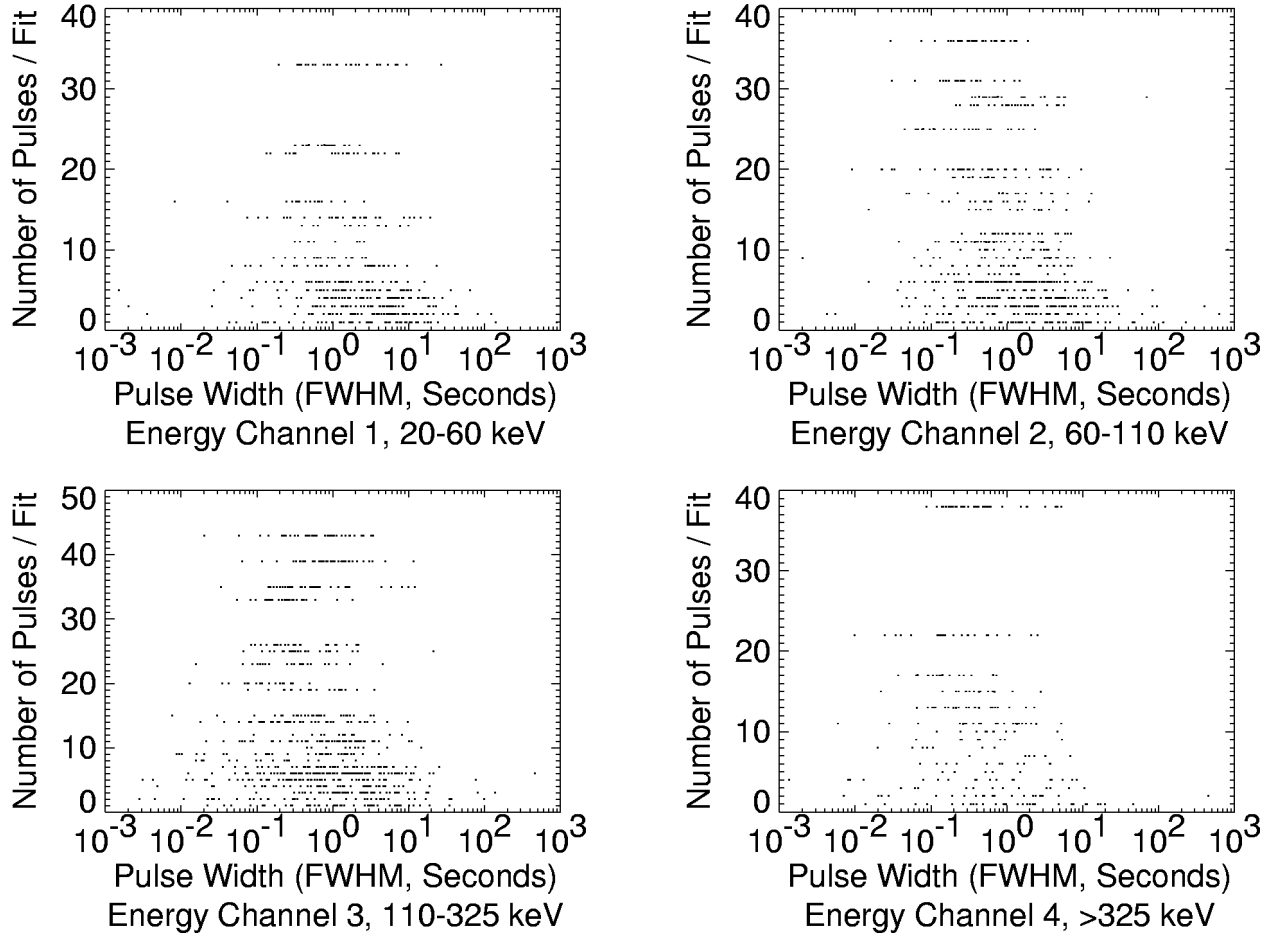 Number of Pulses / Fit
40
30
20
10
0
10^-3 10^-2 10^-1 10^0 10^1 10^2 10^3
Pulse Width (FWHM, Seconds)
Energy Channel 1, 20-60 keV
Number of Pulses / Fit
40
30
20
10
0
10^-3 10^-2 10^-1 10^0 10^1 10^2 10^3
Pulse Width (FWHM, Seconds)
Energy Channel 2, 60-110 keV
Number of Pulses / Fit
50
40
30
20
10
0
10^-3 10^-2 10^-1 10^0 10^1 10^2 10^3
Pulse Width (FWHM, Seconds)
Energy Channel 3, 110-325 keV
Number of Pulses / Fit
40
30
20
10
0
10^-3 10^-2 10^-1 10^0 10^1 10^2 10^3
Pulse Width (FWHM, Seconds)
Energy Channel 4, >325 keV